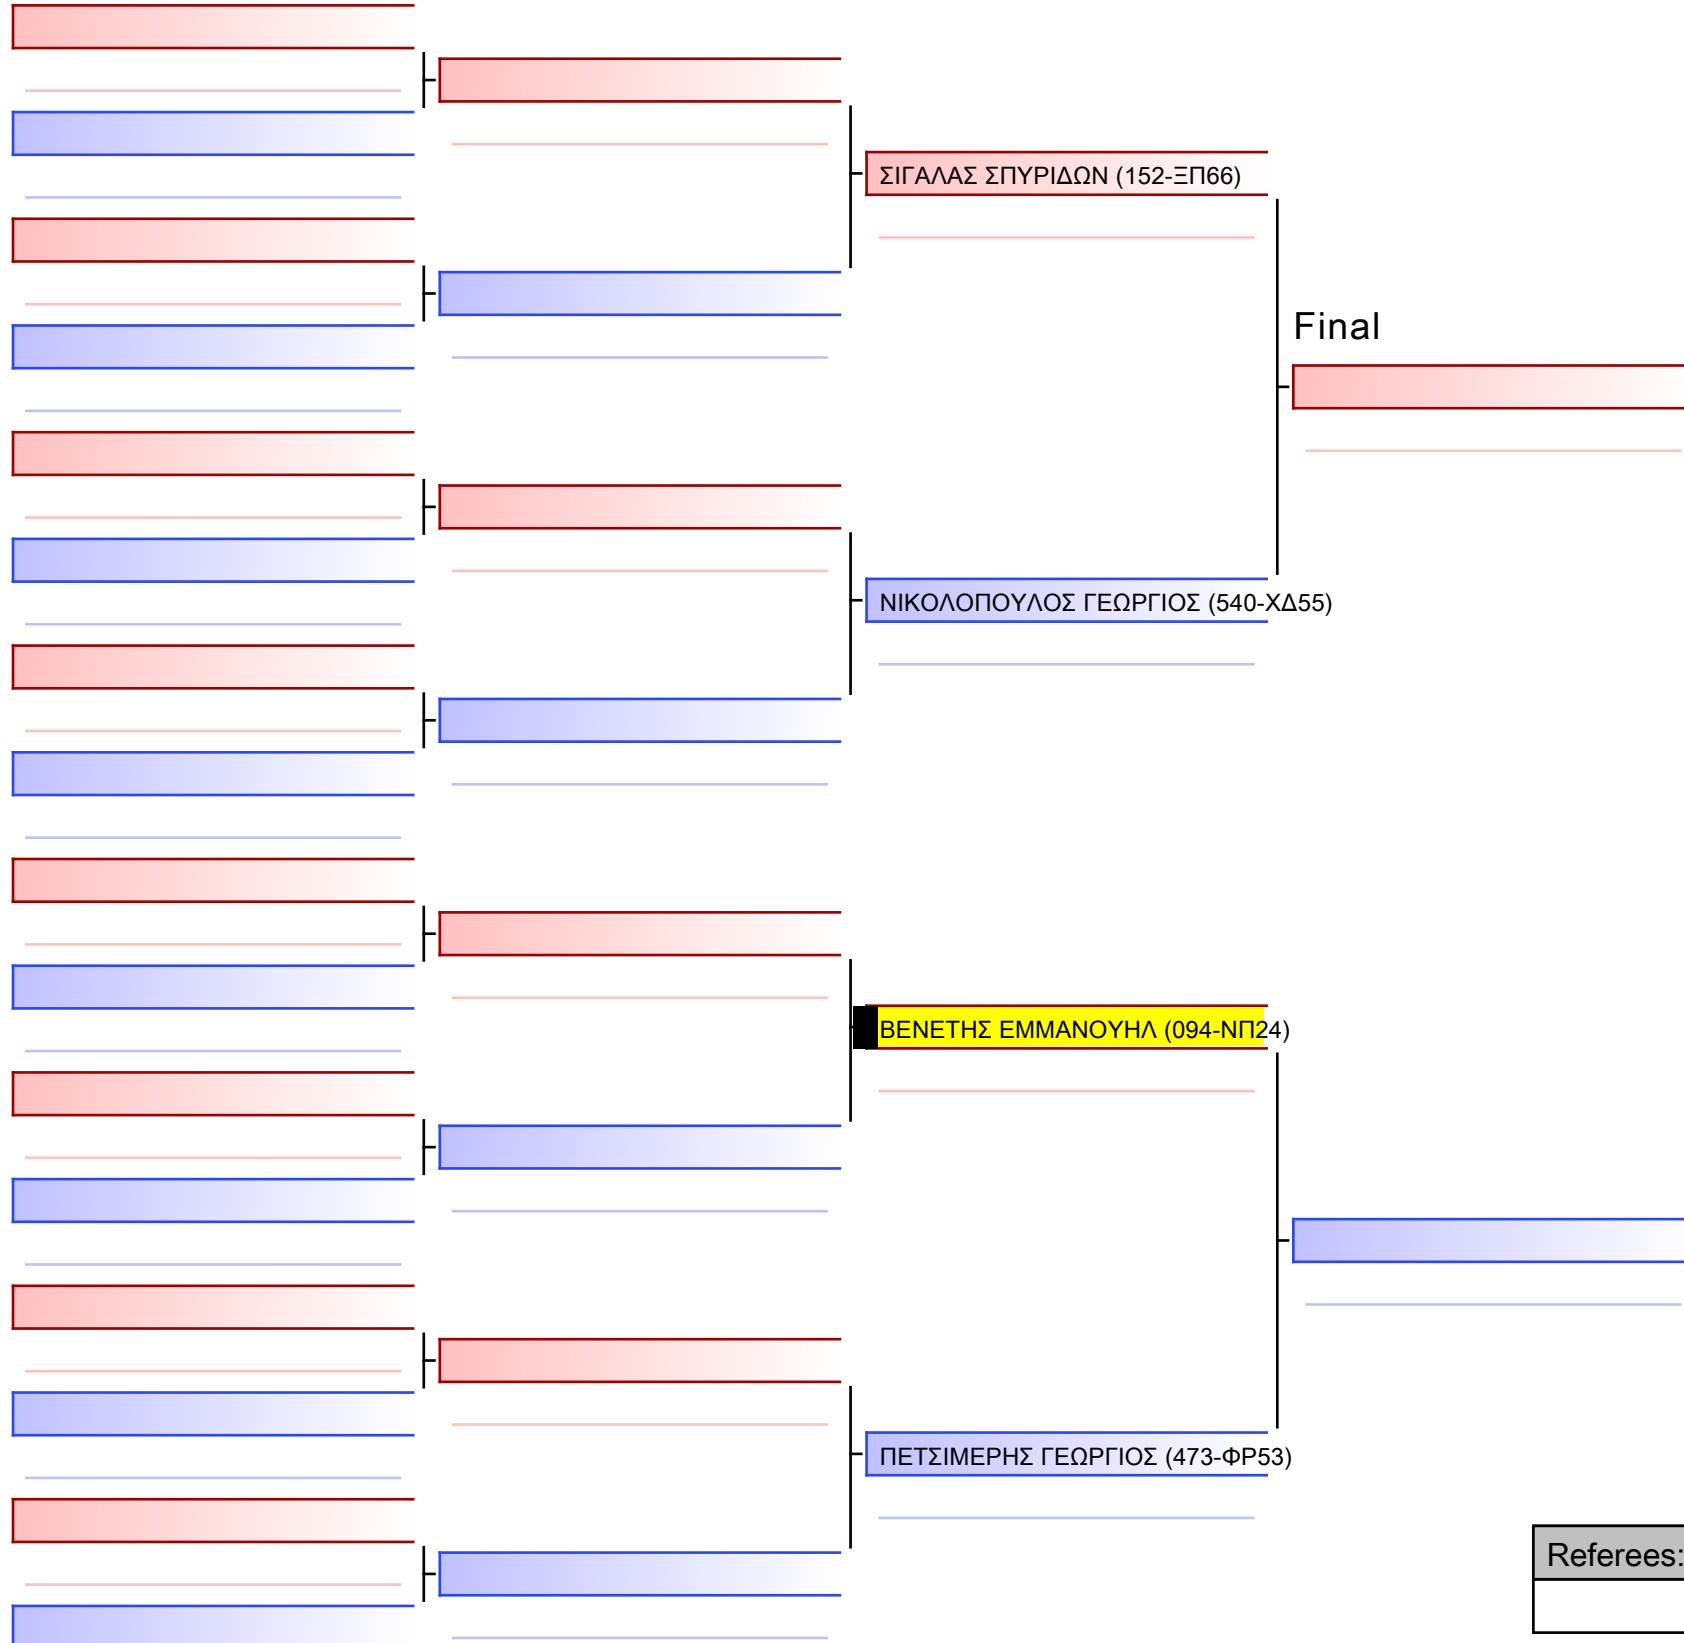 ΣΙΓΑΛΑΣ ΣΠΥΡΙΔΩΝ (152-ΞΠ66)
Final
ΝΙΚΟΛΟΠΟΥΛΟΣ ΓΕΩΡΓΙΟΣ (540-ΧΔ55)
ΒΕΝΕΤΗΣ ΕΜΜΑΝΟΥΗΛ (094-ΝΠ24)
ΠΕΤΣΙΜΕΡΗΣ ΓΕΩΡΓΙΟΣ (473-ΦΡ53)
Referees: